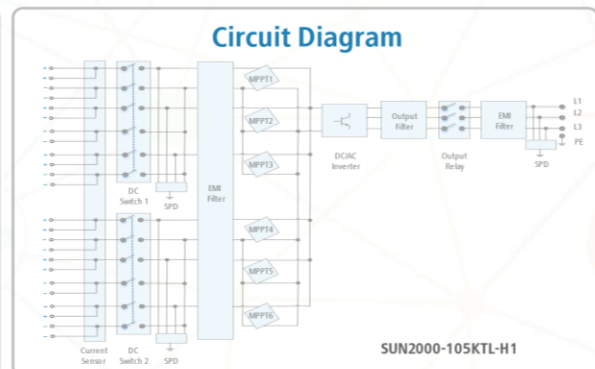 Circuit Diagram
MPPT1
MPPT2
MPPT3
MPPT4
MPPT5
MPPT6
DC
Switch 1
SPD
EMI
Filter
DC/AC
Inverter
Output
Filter
Output
Relay
EMI
Filter
SPD
L1
L2
L3
PE
Current
Sensor
DC
Switch 2
SPD
SUN2000-105KTL-H1